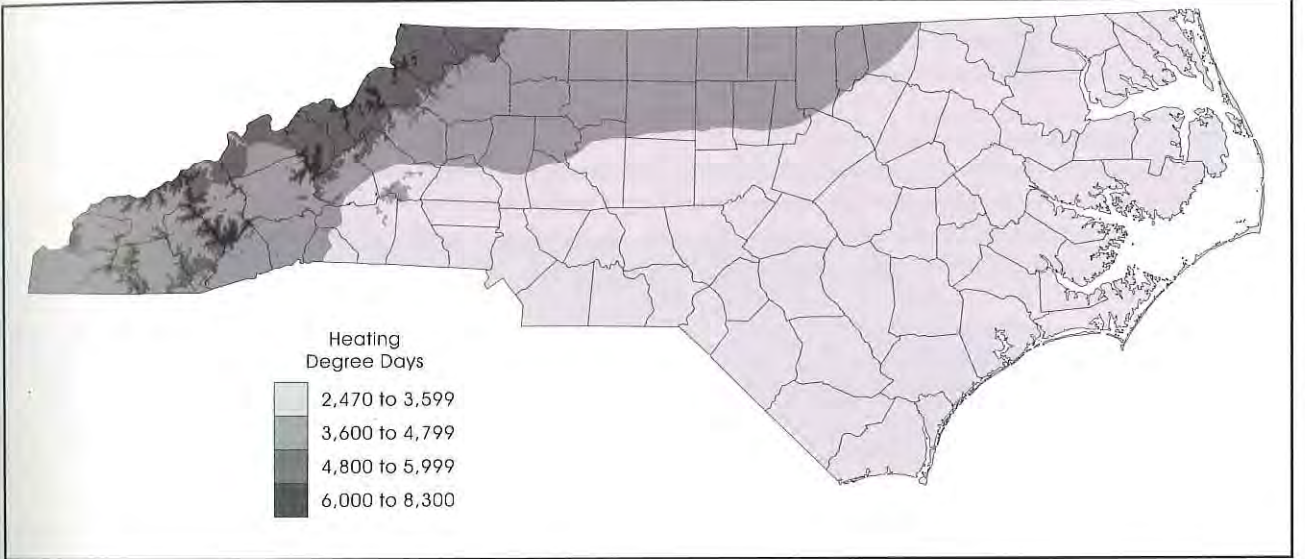 Heating
Degree Days
2,470 to 3,599
3,600 to 4,799
4,800 to 5,999
6,000 to 8,300